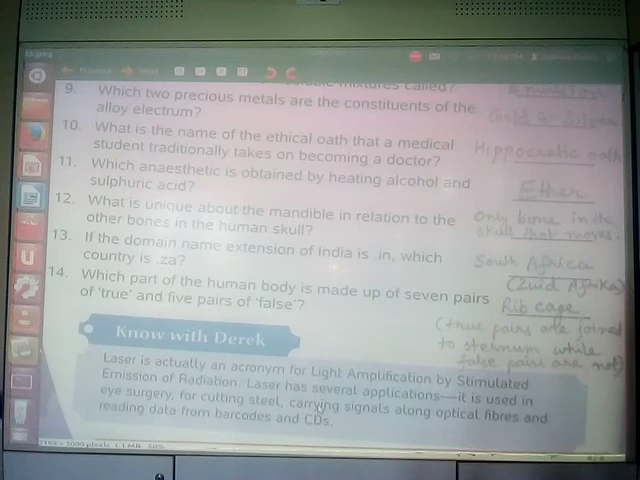 Previous Next
mixtures called? Emulsion
9. Which two precious metals are the constituents of the
alloy electrum? Gold & Silver
10. What is the name of the ethical oath that a medical
student traditionally takes on becoming a doctor? Hippocratic oath
11. Which anaesthetic is obtained by heating alcohol and
sulphuric acid? Ether
12. What is unique about the mandible in relation to the
other bones in the human skull? Only bone in the
skull that moves.
13. If the domain name extension of India is .in, which
country is .za? South Africa
(Zuid Afrika)
14. Which part of the human body is made up of seven pairs
of 'true' and five pairs of 'false'? Rib cage
(true pairs are joined
to sternum while
false pairs are not)
Know with Derek
Laser is actually an acronym for Light Amplification by Stimulated
Emission of Radiation. Laser has several applications—it is used in
eye surgery, for cutting steel, carrying signals along optical fibres and
reading data from barcodes and CDs.